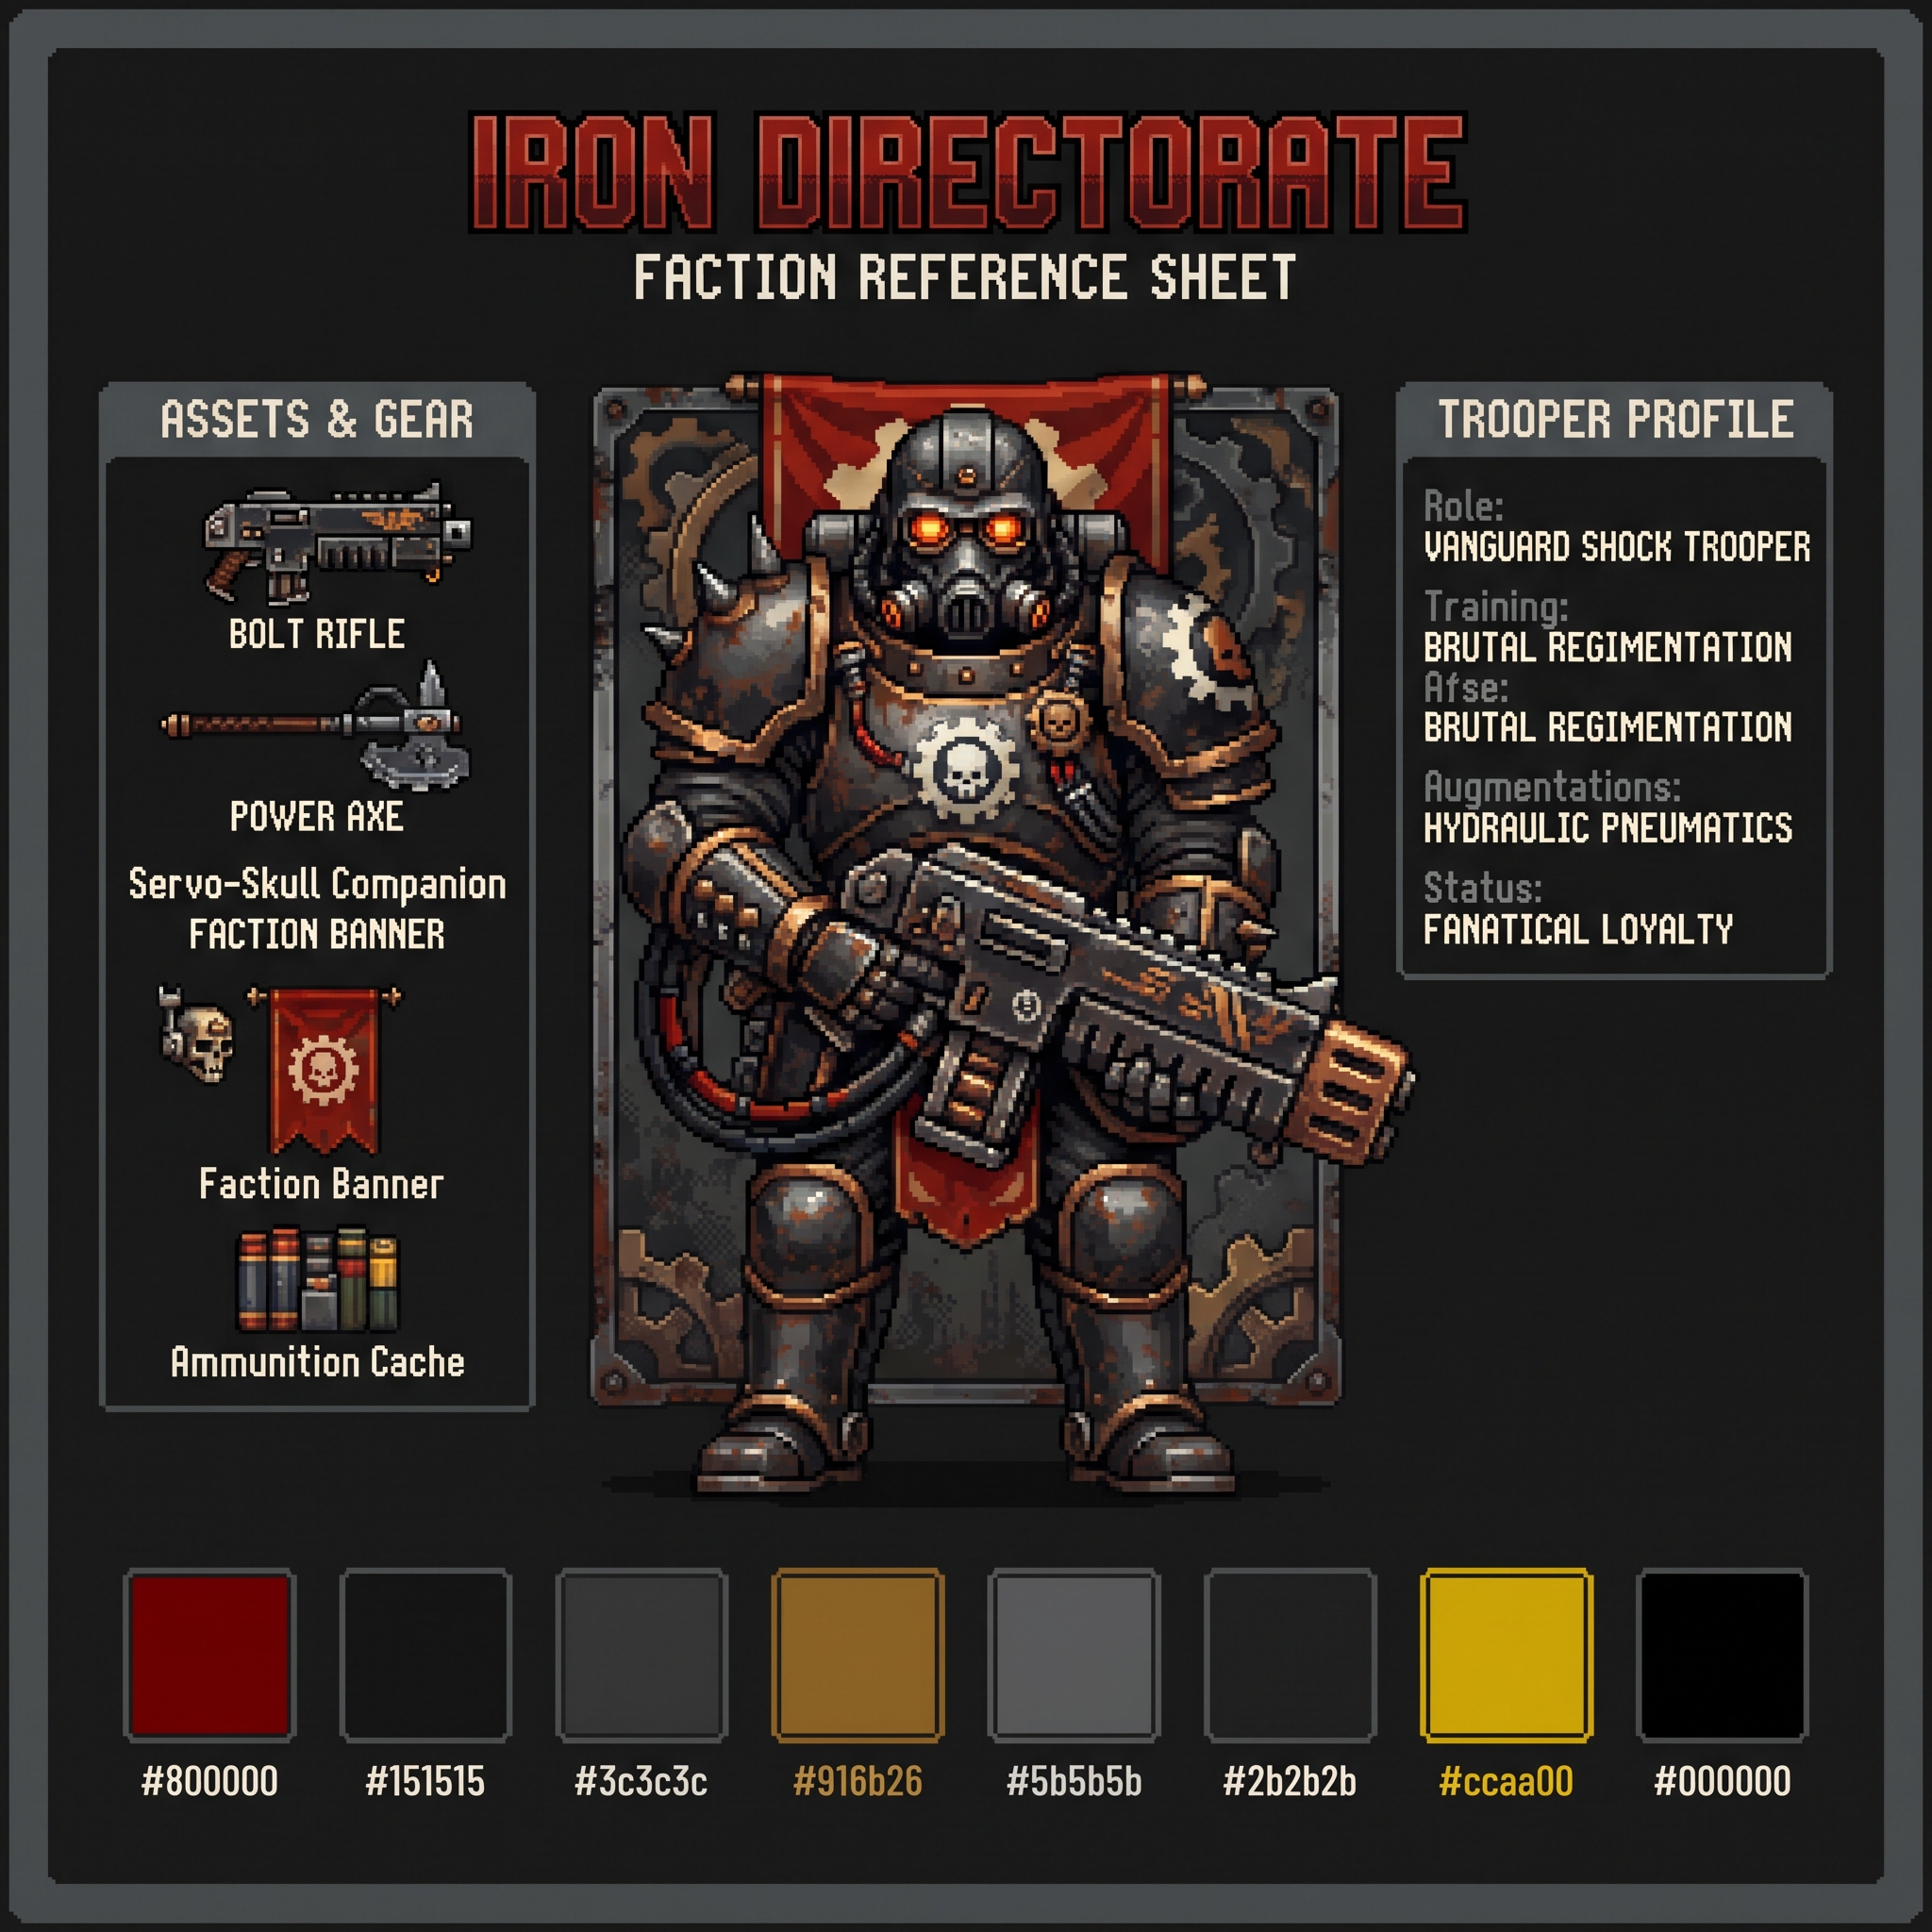 IRON DIRECTORATE
FACTION REFERENCE SHEET
ASSETS & GEAR
BOLT RIFLE
POWER AXE
Servo-Skull Companion
FACTION BANNER
Faction Banner
Ammunition Cache
TROOPER PROFILE
Role:
VANGUARD SHOCK TROOPER
Training:
BRUTAL REGIMENTATION
Afse:
BRUTAL REGIMENTATION
Augmentations:
HYDRAULIC PNEUMATICS
Status:
FANATICAL LOYALTY
#800000
#151515
#3c3c3c
#916b26
#5b5b5b
#2b2b2b
#ccaa00
#000000